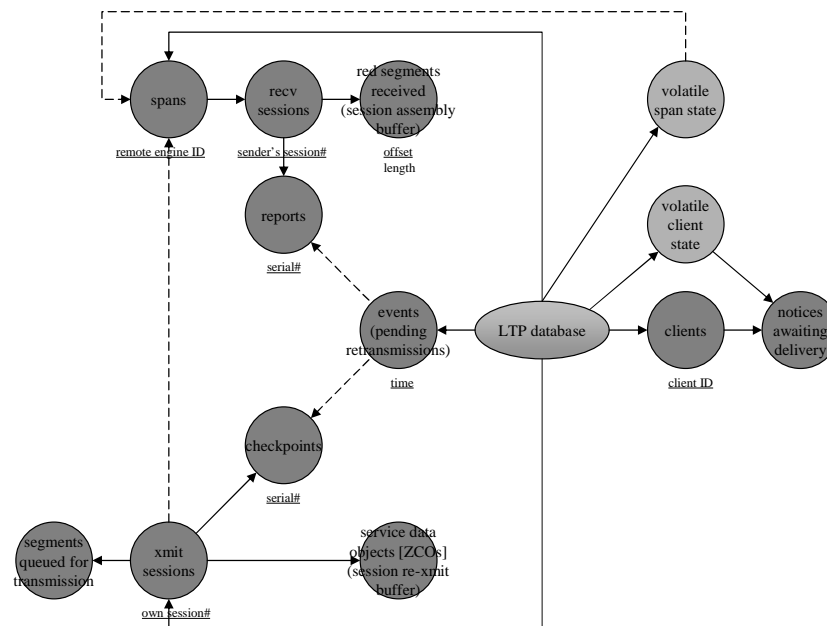 spans
remote engine ID
recv
sessions
sender's session#
red segments
received
(session assembly
buffer)
offset
length
volatile
span state
reports
serial#
volatile
client
state
events
(pending
retransmissions)
time
LTP database
clients
client ID
notices
awaiting
delivery
checkpoints
serial#
segments
queued for
transmission
xmit
sessions
own session#
service data
objects [ZCOs]
(session re-xmit
buffer)